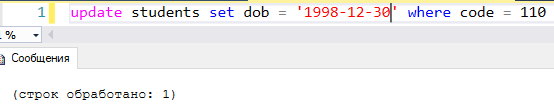 1 update students set dob = '1998-12-30' where code = 110
%
Сообщения
(строк обработано: 1)